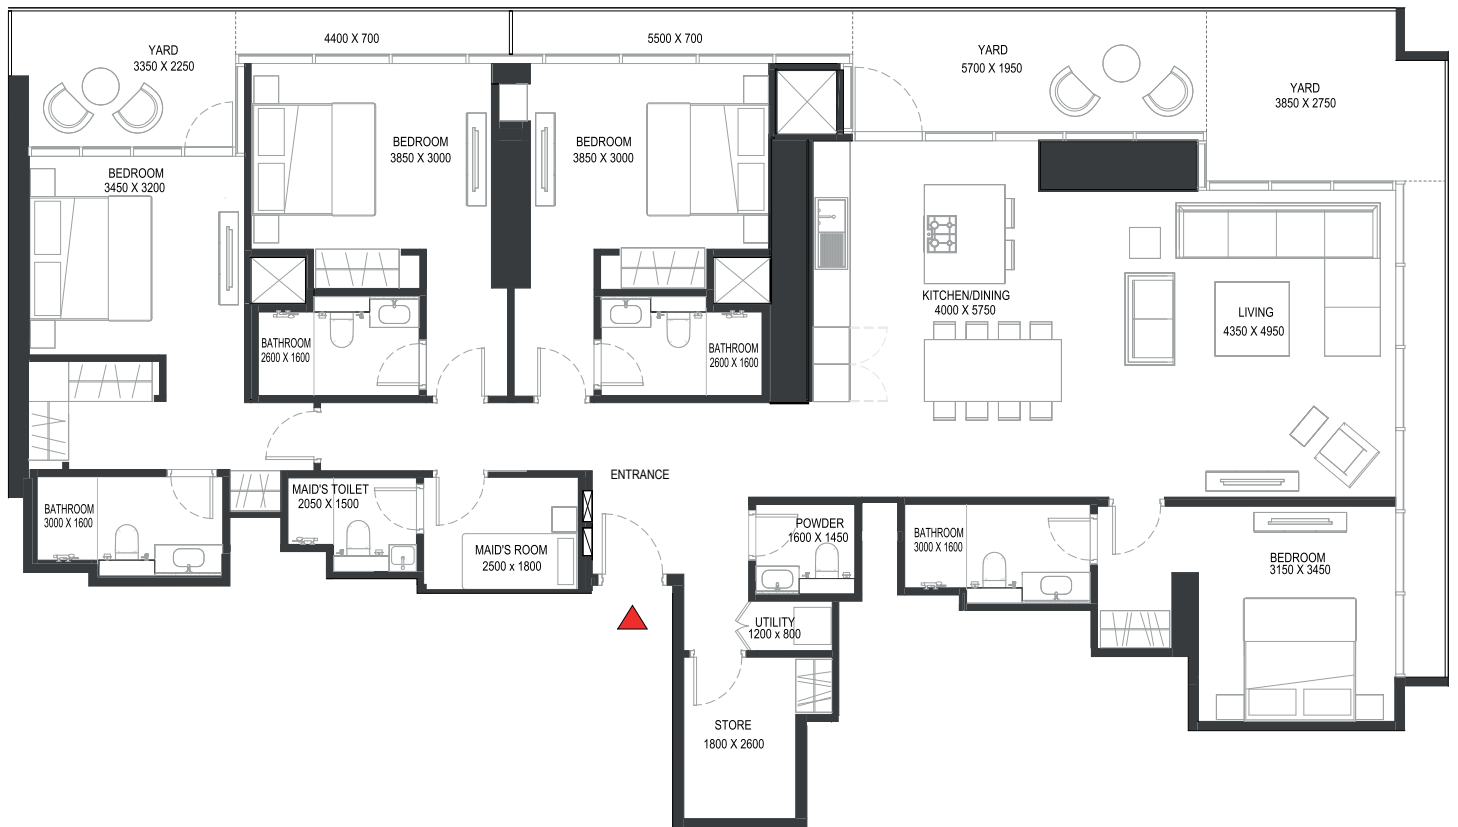 4400 X 700
5500 X 700
YARD
3350 X 2250
YARD
5700 X 1950
YARD
3850 X 2750
BEDROOM
3450 X 3200
BEDROOM
3850 X 3000
BEDROOM
3850 X 3000
KITCHEN/DINING
4000 X 5750
LIVING
4350 X 4950
BATHROOM
2600 X 1600
BATHROOM
2600 X 1600
ENTRANCE
BATHROOM
3000 X 1600
MAID'S TOILET
2050 X 1500
MAID'S ROOM
2500 x 1800
POWDER
1600 X 1450
BATHROOM
3000 X 1600
BEDROOM
3150 X 3450
UTILITY
1200 x 800
STORE
1800 X 2600